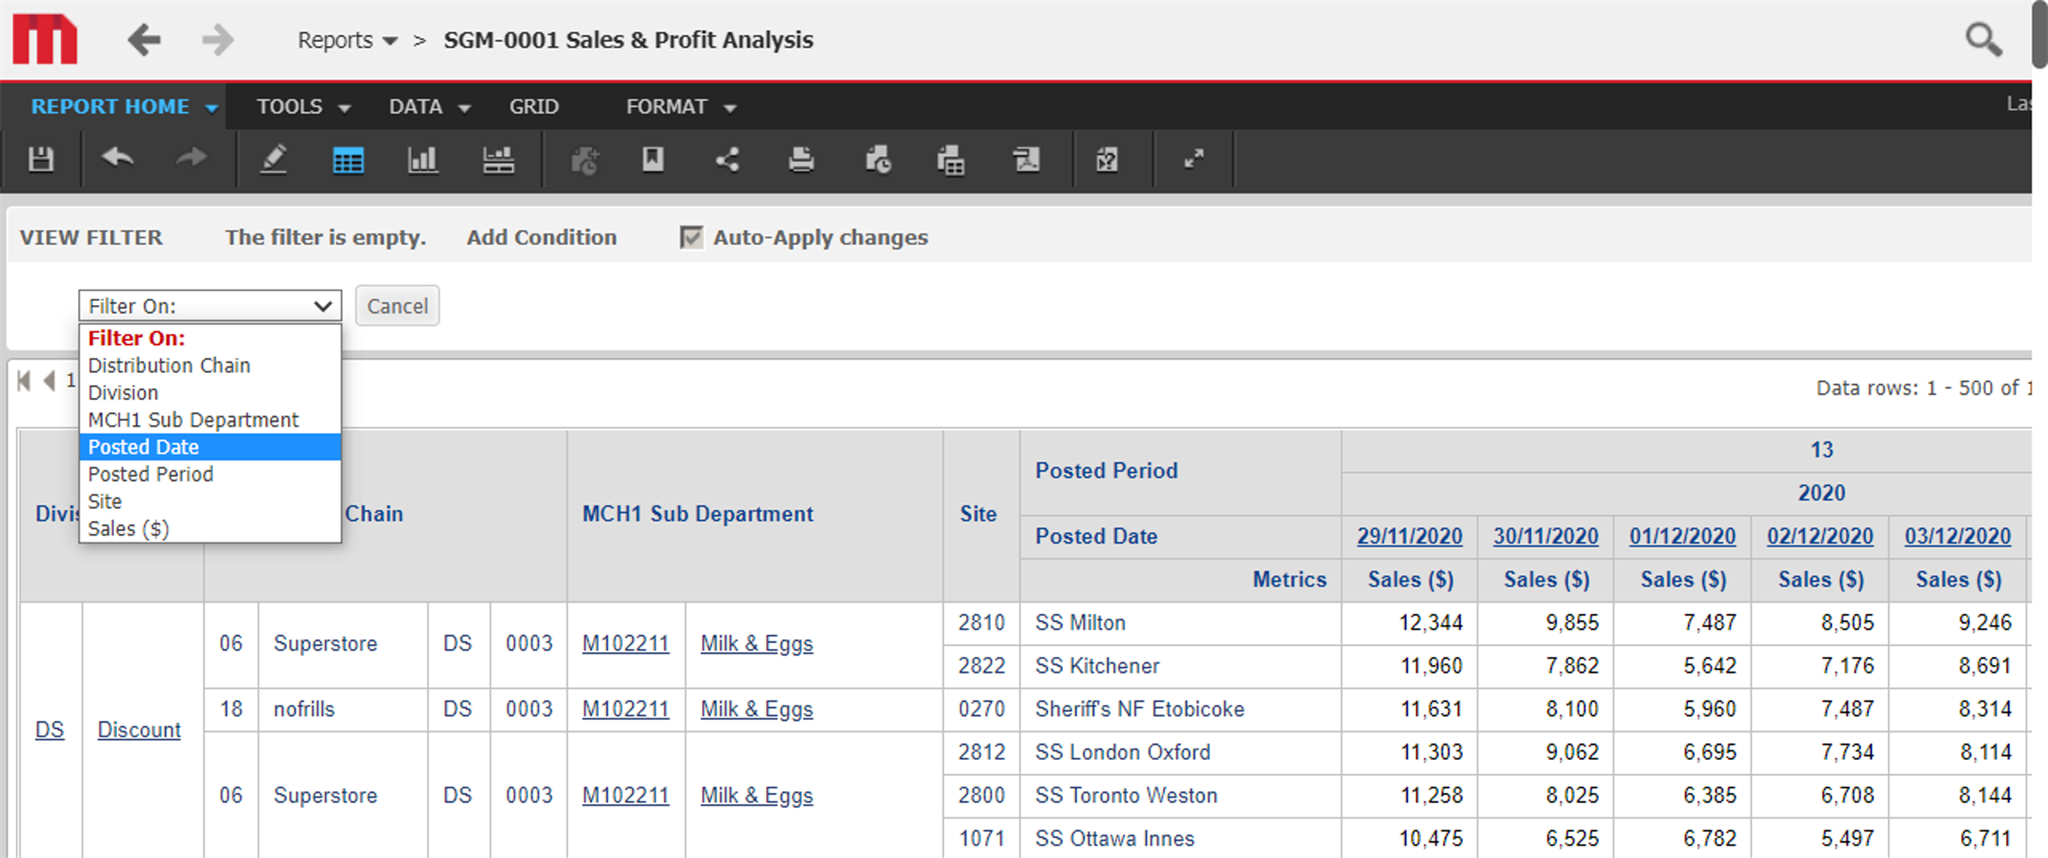 Reports > SGM-0001 Sales & Profit Analysis
REPORT HOME TOOLS DATA GRID FORMAT
VIEW FILTER The filter is empty. Add Condition Auto-Apply changes
Filter On: Cancel
Filter On:
Distribution Chain
Division
MCH1 Sub Department
Posted Date
Posted Period
Site
Sales ($)
1
Data rows: 1 - 500 of 1
Chain MCH1 Sub Department Site
Posted Period 13
2020
Posted Date 29/11/2020 30/11/2020 01/12/2020 02/12/2020 03/12/2020
Metrics Sales ($) Sales ($) Sales ($) Sales ($) Sales ($)
DS Discount
06 Superstore DS 0003 M102211 Milk & Eggs
2810 SS Milton 12,344 9,855 7,487 8,505 9,246
2822 SS Kitchener 11,960 7,862 5,642 7,176 8,691
18 nofrills DS 0003 M102211 Milk & Eggs 0270 Sheriff's NF Etobicoke 11,631 8,100 5,960 7,487 8,314
06 Superstore DS 0003 M102211 Milk & Eggs
2812 SS London Oxford 11,303 9,062 6,695 7,734 8,114
2800 SS Toronto Weston 11,258 8,025 6,385 6,708 8,144
1071 SS Ottawa Innes 10,475 6,525 6,782 5,497 6,711